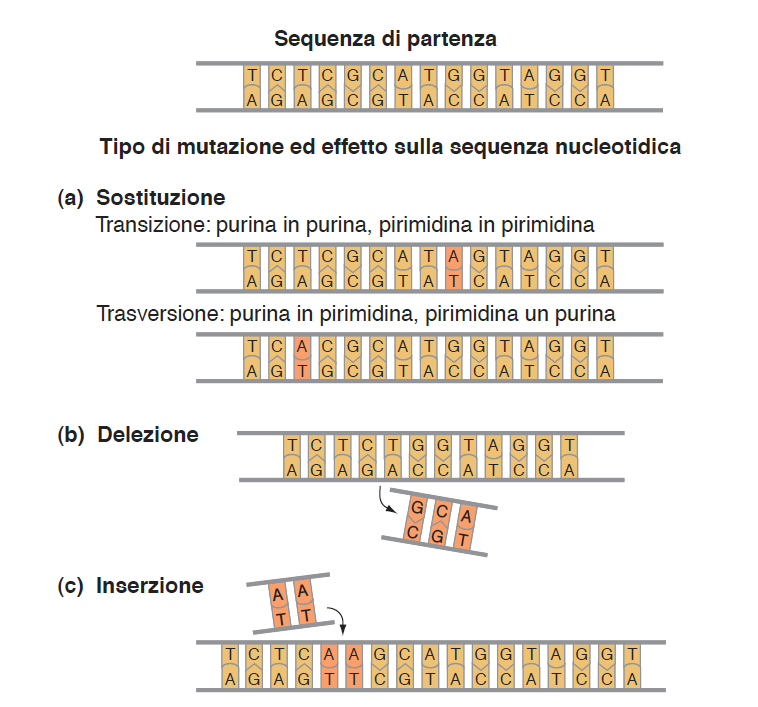 Sequenza di partenza
T C T C G C A T G G T A G G T
A G A G C G T A C C A T C C A
Tipo di mutazione ed effetto sulla sequenza nucleotidica
(a) Sostituzione
Transizione: purina in purina, pirimidina in pirimidina
T C T C G C A T A G T A G G T
A G A G C G T A T C A T C C A
Trasversione: purina in pirimidina, pirimidina un purina
T C A C G C A T G G T A G G T
A G T G C G T A C C A T C C A
(b) Delezione
T C T C T G G T A G G T
A G A G A C C A T C C A
G C A
C G T
(c) Inserzione
A A
T T
T C T C A A G C A T G G T A G G T
A G A G T T C G T A C C A T C C A